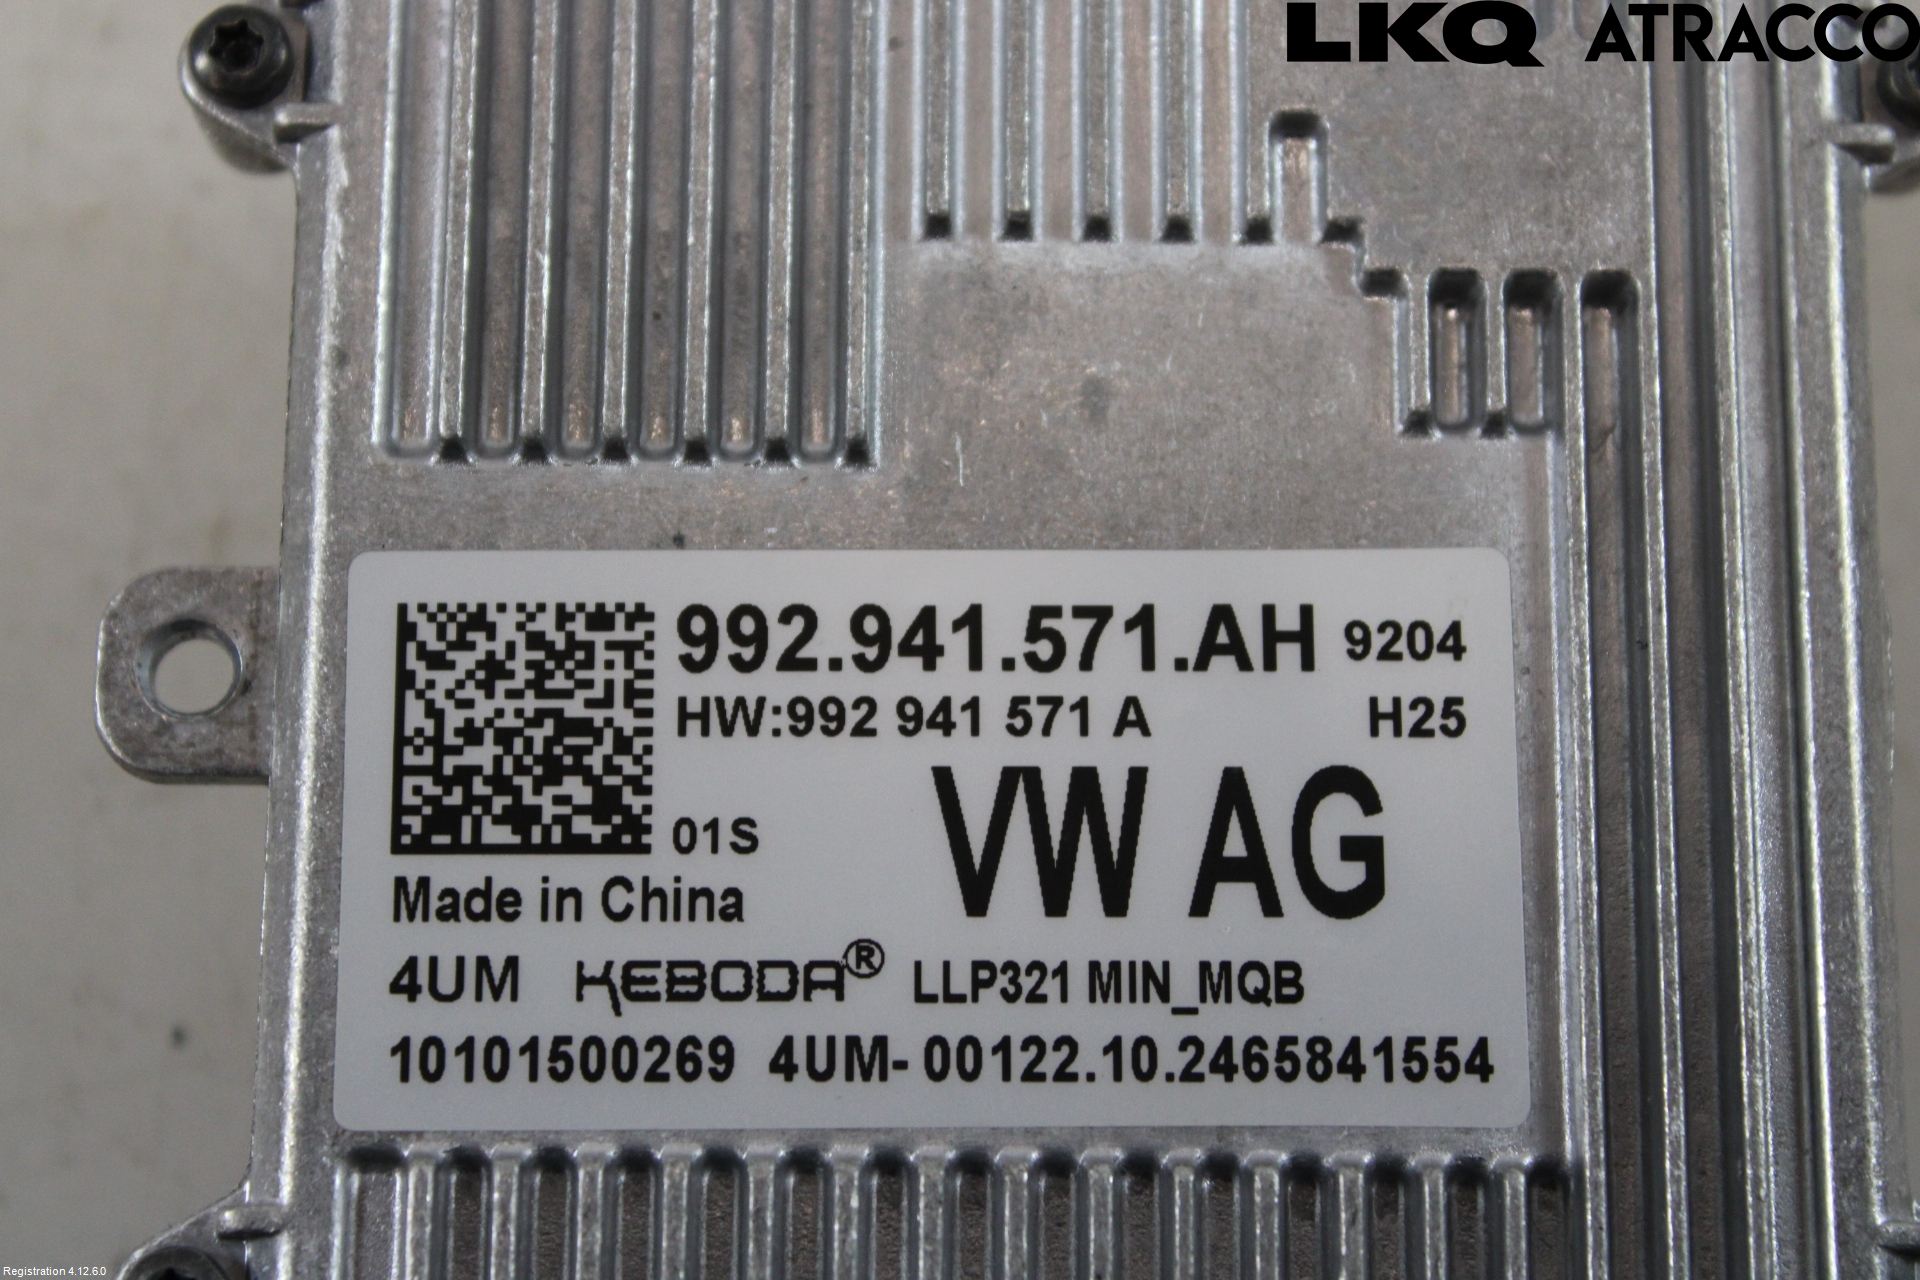 LKQ ATRACCO
992.941.571.AH 9204
HW:992 941 571 A H25
01S VW AG
Made in China
4UM KEBODA® LLP321 MIN_MQB
10101500269 4UM- 00122.10.2465841554
Registration 4.12.6.0